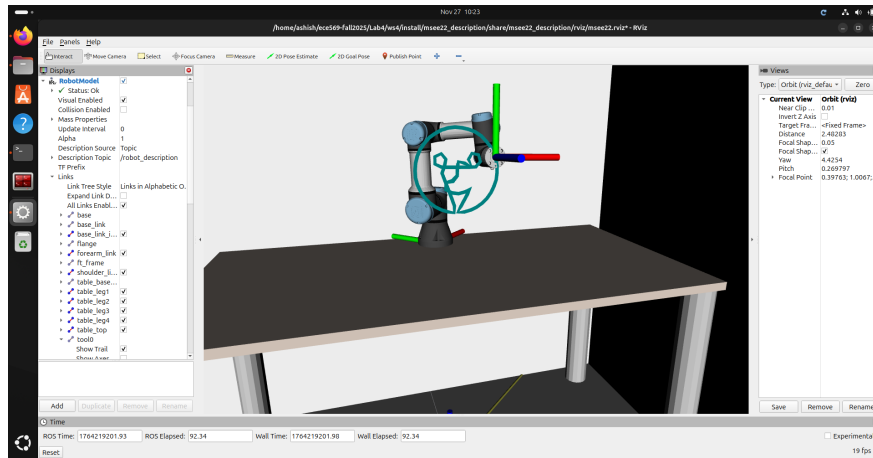 Nov 27 10:23
/home/ashish/ece569-fall2025/Lab4/ws4/install/msee22_description/share/msee22_description/rviz/msee22.rviz* - RViz
File Panels Help
Interact Move Camera Select Focus Camera Measure 2D Pose Estimate 2D Goal Pose Publish Point
Displays
RobotModel
Status: Ok
Visual Enabled
Collision Enabled
Mass Properties
Update Interval 0
Alpha 1
Description Source Topic
Description Topic /robot_description
TF Prefix
Links
Link Tree Style Links in Alphabetic O.
Expand Link D...
All Links Enabl...
base
base_link
base_link_i...
flange
forearm_link
ft_frame
shoulder_li...
table_base...
table_leg1
table_leg2
table_leg3
table_leg4
table_top
tool0
Show Trail
Show Axes
Add Duplicate Remove Rename
Views
Type: Orbit (rviz_defau Zero
Current View Orbit (rviz)
Near Clip ... 0.01
Invert Z Axis
Target Fra... <Fixed Frame>
Distance 2.48283
Focal Shap... 0.05
Focal Shap...
Yaw 4.4254
Pitch 0.269797
Focal Point 0.39763; 1.0067;
Save Remove Rename
Time
ROS Time: 1764219201.93 ROS Elapsed: 92.34 Wall Time: 1764219201.98 Wall Elapsed: 92.34 Experimenta
Reset 19 fps